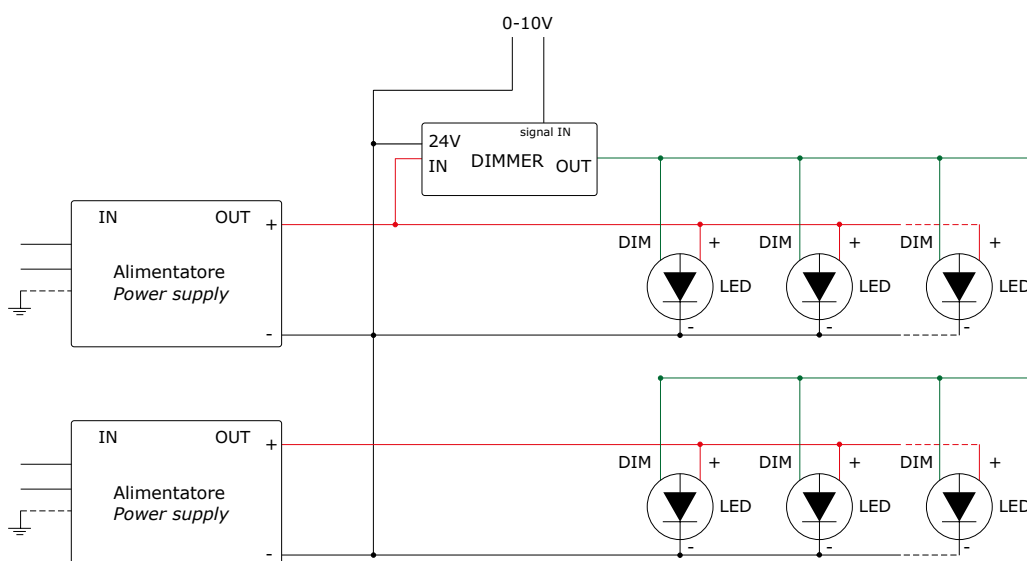 0-10V
signal IN
24V
DIMMER
IN
OUT
IN OUT +
Alimentatore
Power supply
-
DIM + DIM + DIM +
LED LED LED
- - -
IN OUT +
Alimentatore
Power supply
-
DIM + DIM + DIM +
LED LED LED
- - -